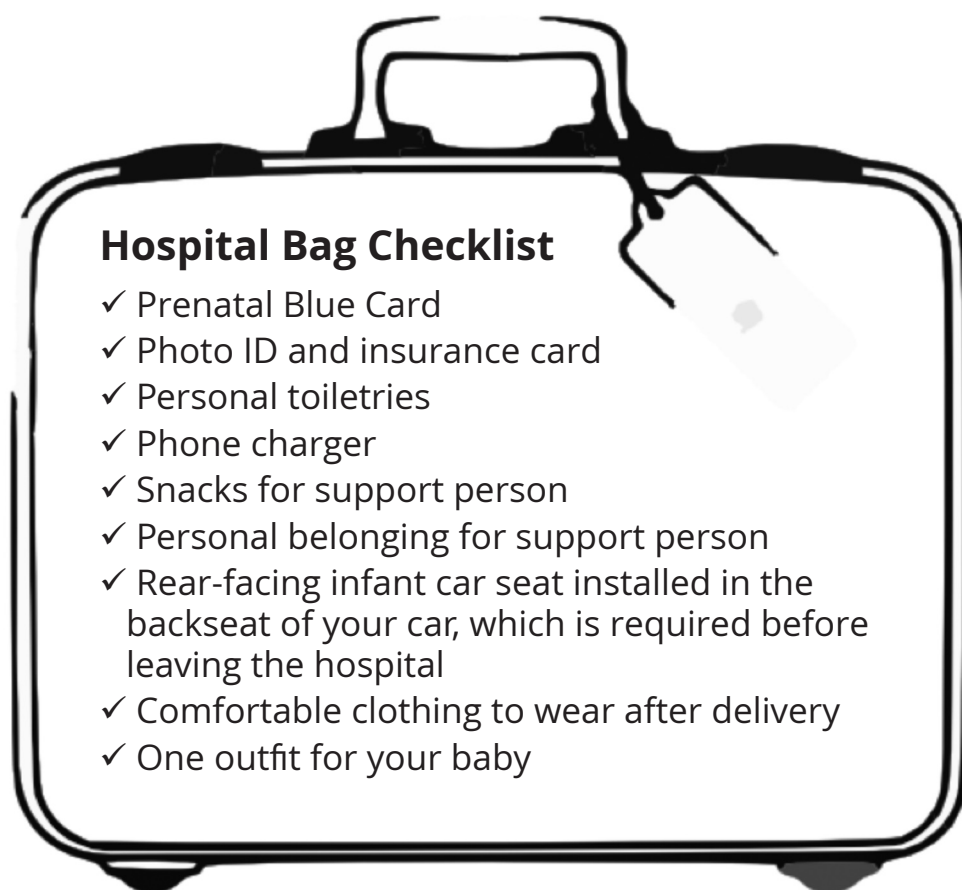 Hospital Bag Checklist
✓ Prenatal Blue Card
✓ Photo ID and insurance card
✓ Personal toiletries
✓ Phone charger
✓ Snacks for support person
✓ Personal belonging for support person
✓ Rear-facing infant car seat installed in the
backseat of your car, which is required before
leaving the hospital
✓ Comfortable clothing to wear after delivery
✓ One outfit for your baby